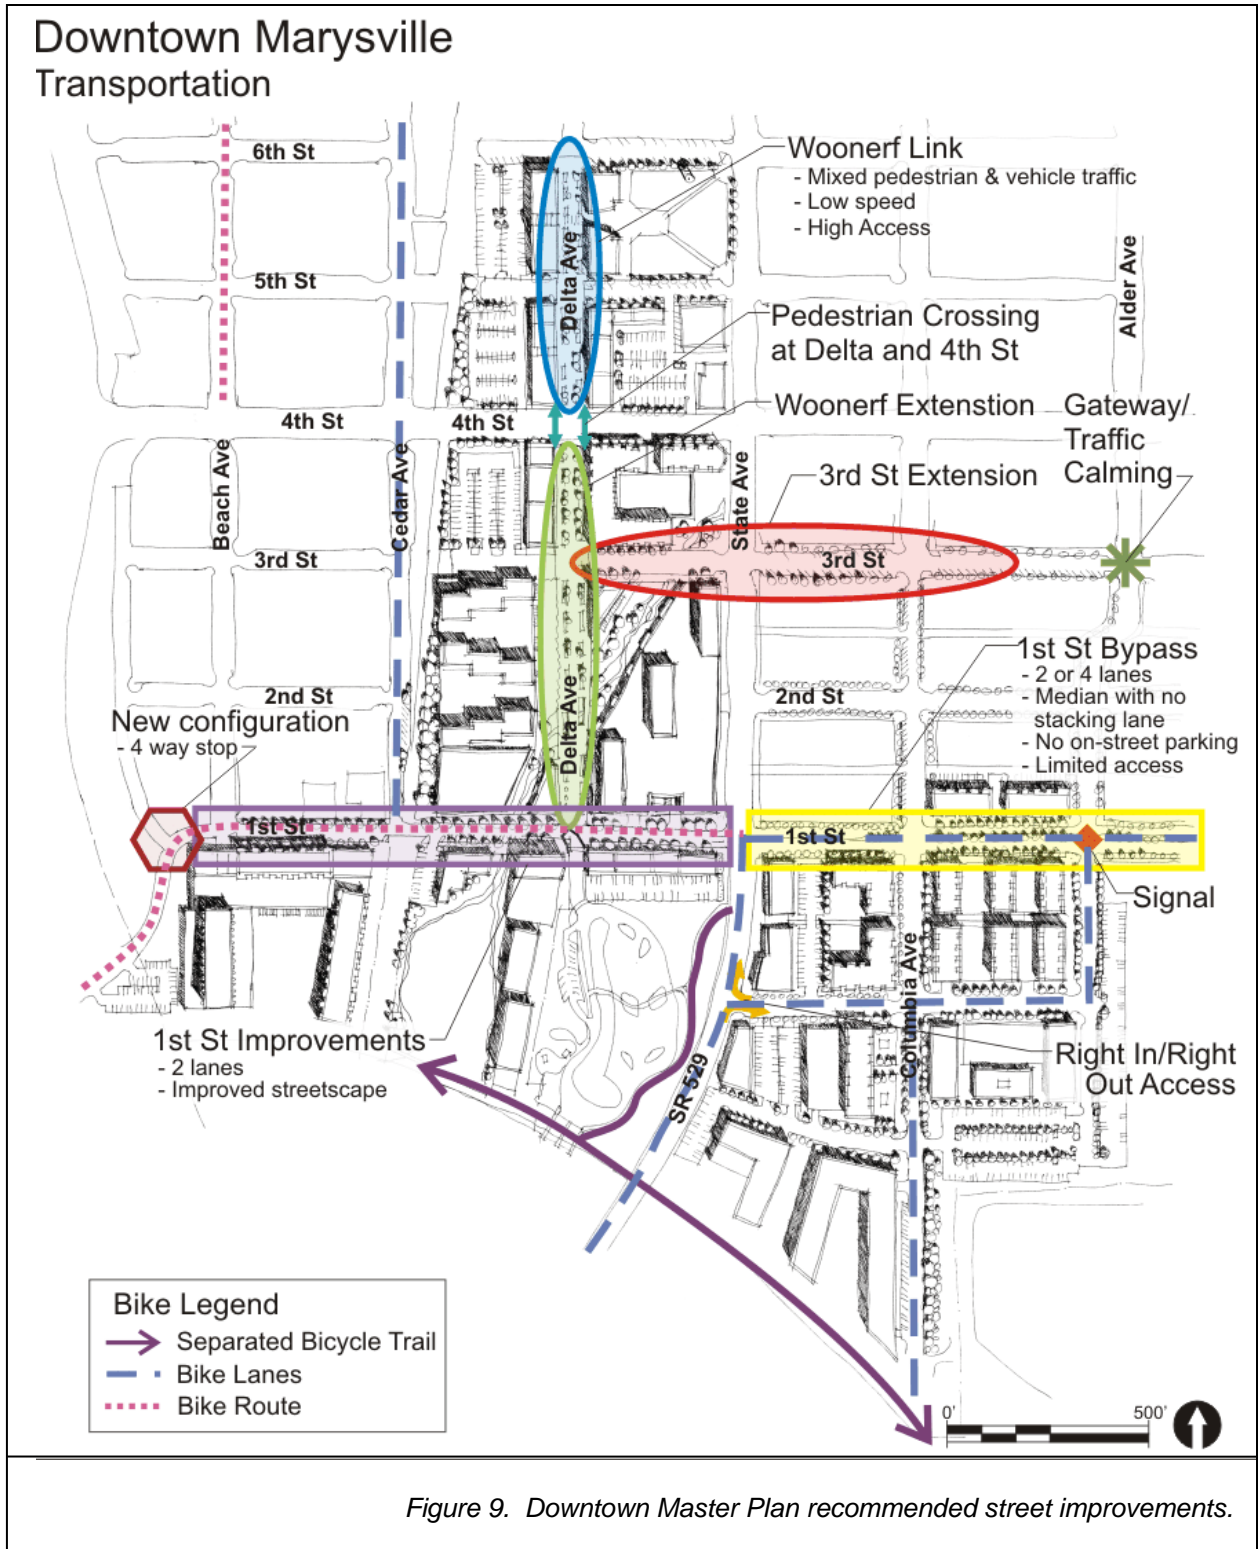 Downtown Marysville
Transportation
6th St
Woonerf Link
- Mixed pedestrian & vehicle traffic
- Low speed
- High Access
Delta Ave
5th St
Alder Ave
Pedestrian Crossing
at Delta and 4th St
Woonerf Extenstion
4th St
4th St
Gateway/
Traffic
Calming
Beach Ave
Cedar Ave
State Ave
3rd St Extension
3rd St
3rd St
1st St Bypass
- 2 or 4 lanes
- Median with no
stacking lane
- No on-street parking
- Limited access
2nd St
2nd St
New configuration
- 4 way stop
Delta Ave
1st St
1st St
Signal
Columbia Ave
1st St Improvements
- 2 lanes
- Improved streetscape
SR 529
Right In/Right
Out Access
Bike Legend
Separated Bicycle Trail
Bike Lanes
Bike Route
0' 500'
Figure 9. Downtown Master Plan recommended street improvements.